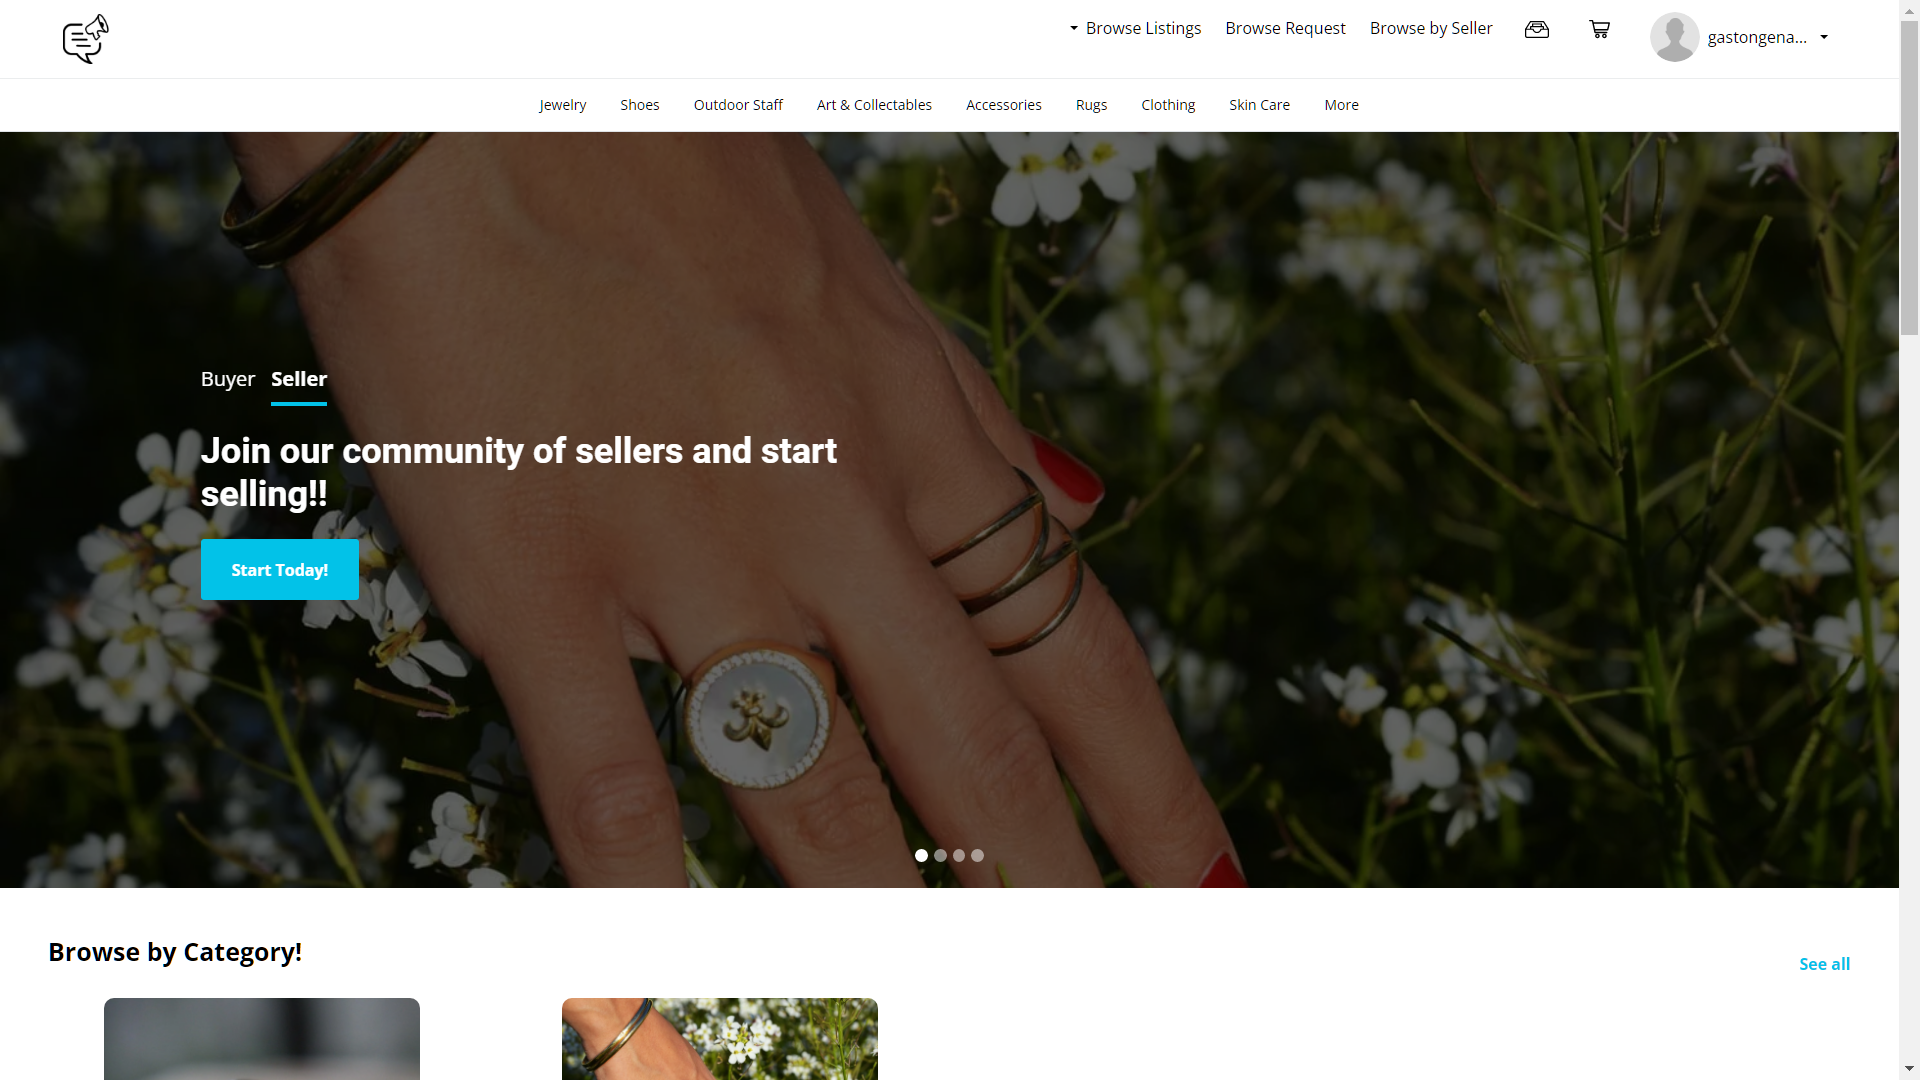 Browse Listings
Browse Request
Browse by Seller
gastongena...
Jewelry
Shoes
Outdoor Staff
Art & Collectables
Accessories
Rugs
Clothing
Skin Care
More
Buyer
Seller
Join our community of sellers and start
selling!!
Start Today!
Browse by Category!
See all